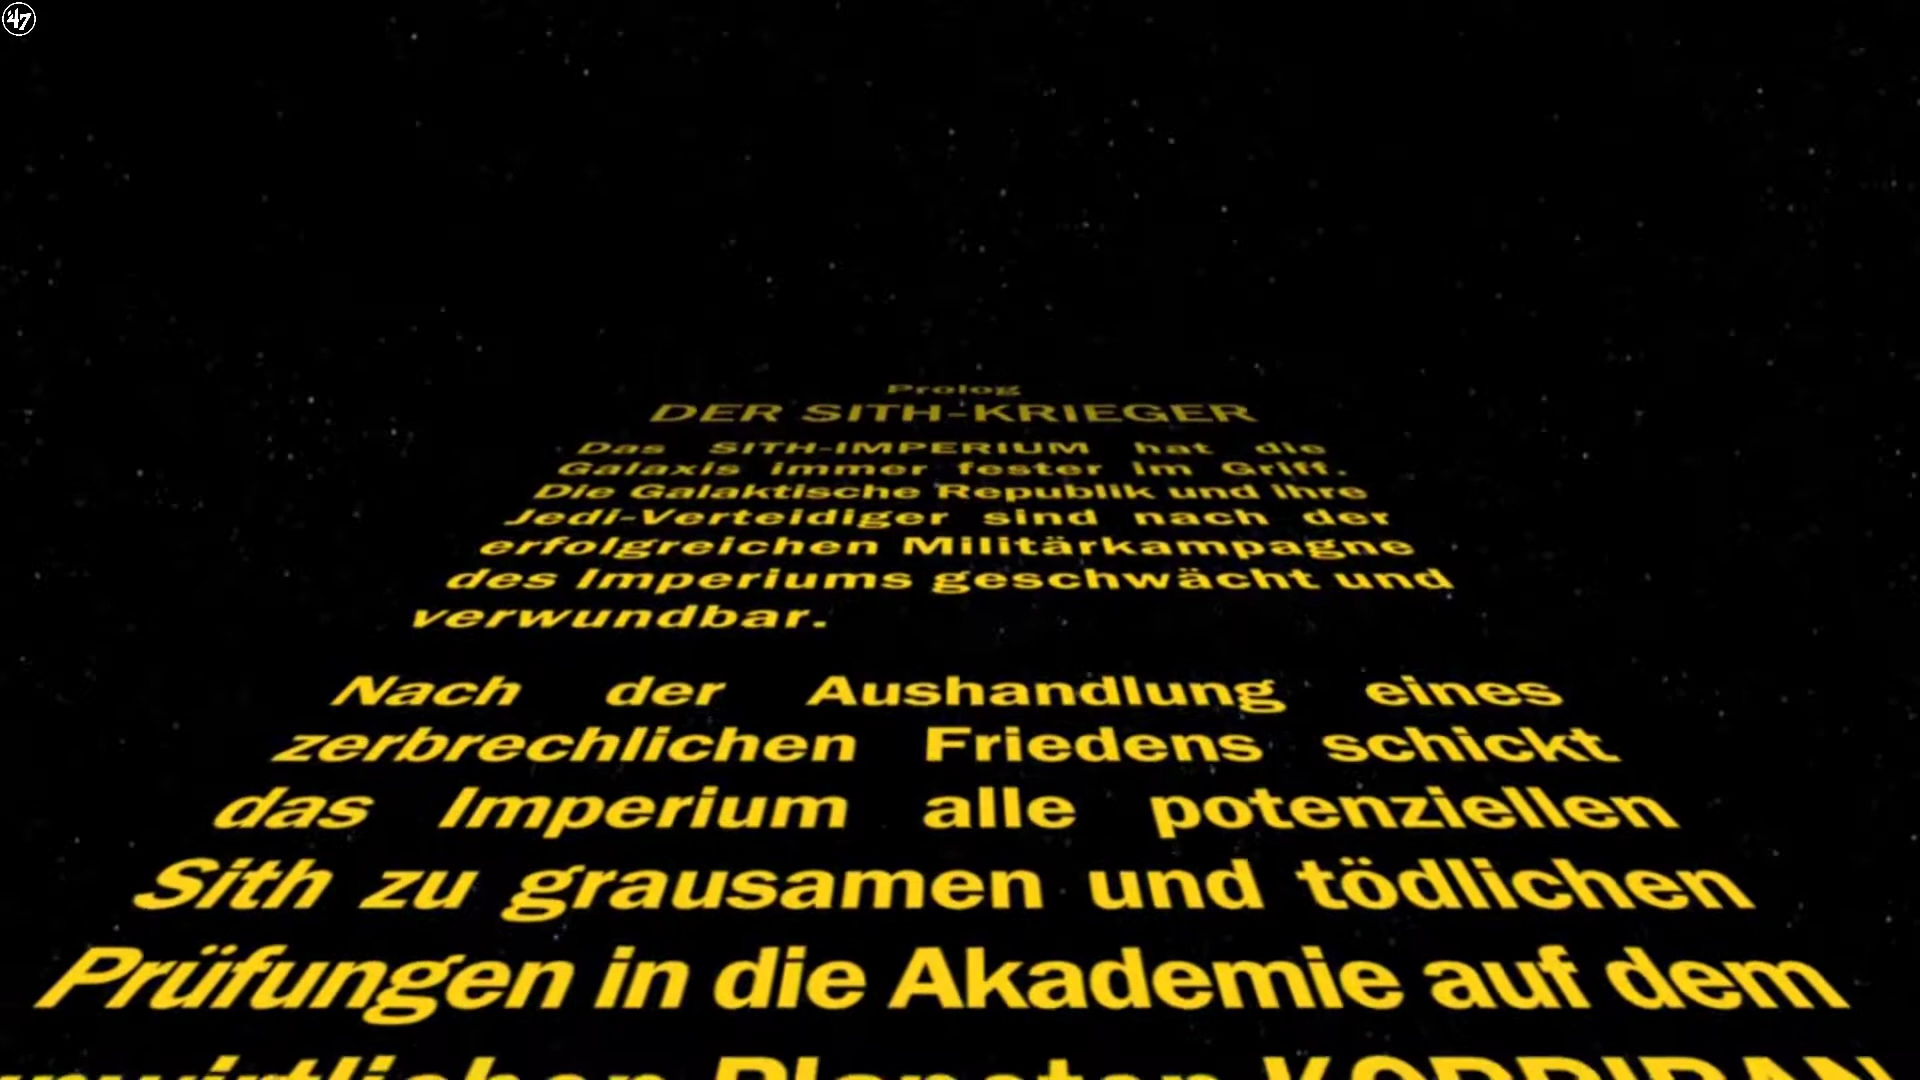 47
Prolog
DER SITH-KRIEGER
Das SITH-IMPERIUM hat die
Galaxis immer fester im Griff.
Die Galaktische Republik und ihre
Jedi-Verteidiger sind nach der
erfolgreichen Militärkampagne
des Imperiums geschwächt und
verwundbar.
Nach der Aushandlung eines
zerbrechlichen Friedens schickt
das Imperium alle potenziellen
Sith zu grausamen und tödlichen
Prüfungen in die Akademie auf dem
Planeten